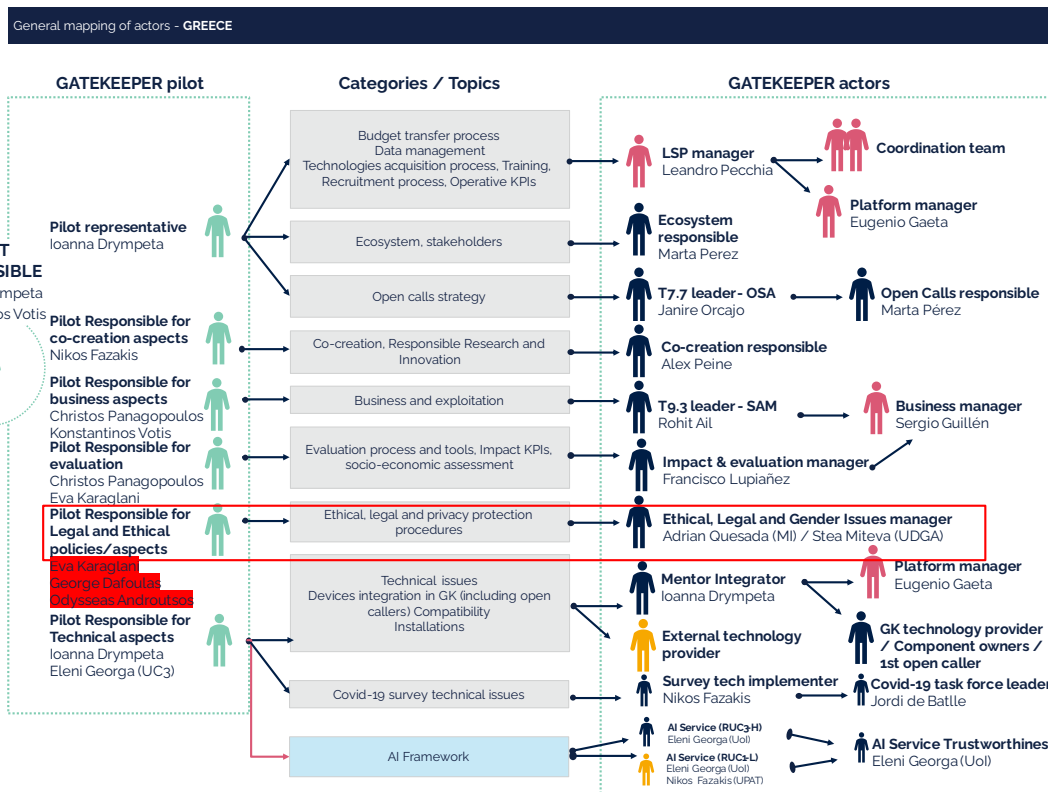 General mapping of actors - GREECE
GATEKEEPER pilot
Categories / Topics
GATEKEEPER actors
T
SIBLE
mpeta
os Votis
Pilot representative
Ioanna Drympeta
Pilot Responsible for
co-creation aspects
Nikos Fazakis
Pilot Responsible for
business aspects
Christos Panagopoulos
Konstantinos Votis
Pilot Responsible for
evaluation
Christos Panagopoulos
Eva Karaglani
Pilot Responsible for
Legal and Ethical
policies/aspects
Eva Karaglani
George Dafoulas
Odysseas Androutsos
Pilot Responsible for
Technical aspects
Ioanna Drympeta
Eleni Georga (UC3)
Budget transfer process
Data management
Technologies acquisition process, Training,
Recruitment process, Operative KPIs
Ecosystem, stakeholders
Open calls strategy
Co-creation, Responsible Research and
Innovation
Business and exploitation
Evaluation process and tools, Impact KPIs,
socio-economic assessment
Ethical, legal and privacy protection
procedures
Technical issues
Devices integration in GK (including open
callers) Compatibility
Installations
Covid-19 survey technical issues
AI Framework
LSP manager
Leandro Pecchia
Coordination team
Platform manager
Eugenio Gaeta
Ecosystem
responsible
Marta Perez
T7.7 leader - OSA
Janire Orcajo
Open Calls responsible
Marta Pérez
Co-creation responsible
Alex Peine
T9.3 leader - SAM
Rohit Ail
Business manager
Sergio Guillén
Impact & evaluation manager
Francisco Lupiañez
Ethical, Legal and Gender Issues manager
Adrian Quesada (MI) / Stea Miteva (UDGA)
Mentor Integrator
Ioanna Drympeta
Platform manager
Eugenio Gaeta
External technology
provider
GK technology provider
/ Component owners /
1st open caller
Survey tech implementer
Nikos Fazakis
Covid-19 task force leader
Jordi de Batlle
AI Service (RUC3-H)
Eleni Georga (UoI)
AI Service (RUC1-L)
Eleni Georga (UoI)
Nikos Fazakis (UPAT)
AI Service Trustworthines
Eleni Georga (UoI)